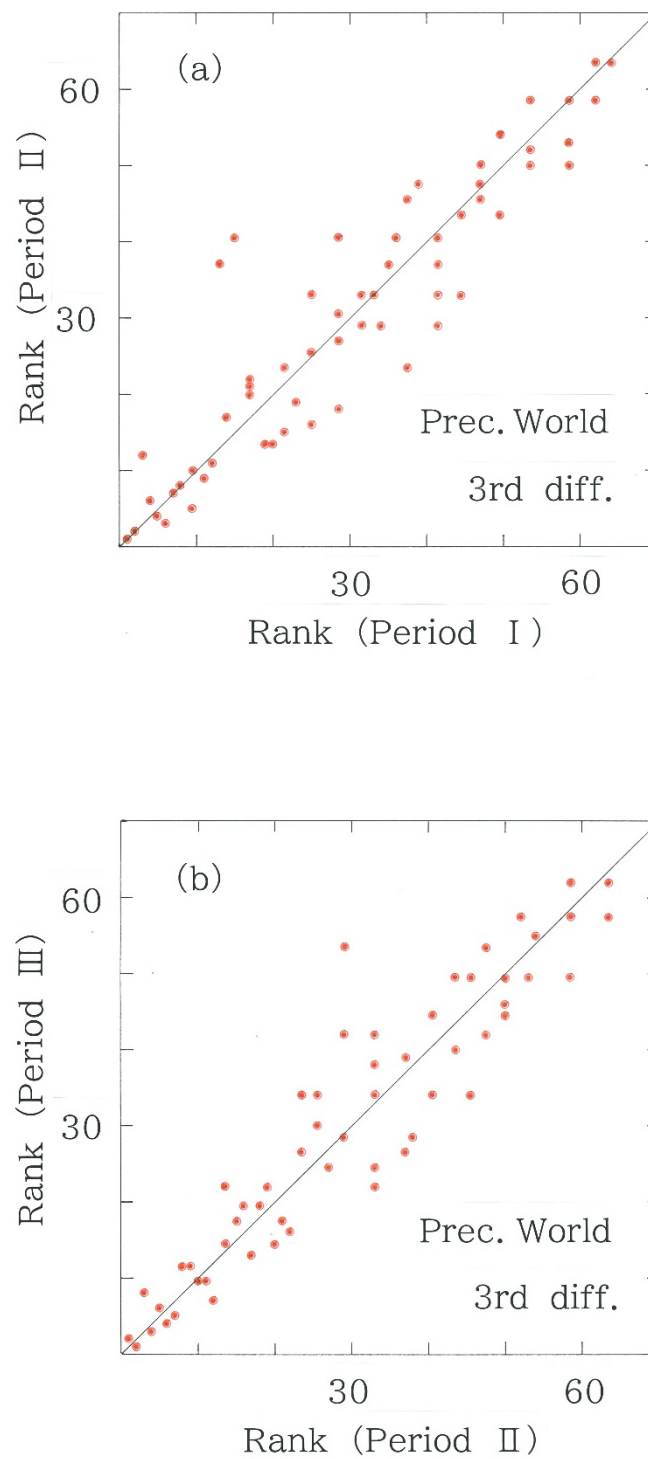 (a)
60
30
Rank (Period Ⅱ)
Prec. World
3rd diff.
30 60
Rank (Period Ⅰ)
(b)
60
30
Rank (Period Ⅲ)
Prec. World
3rd diff.
30 60
Rank (Period Ⅱ)